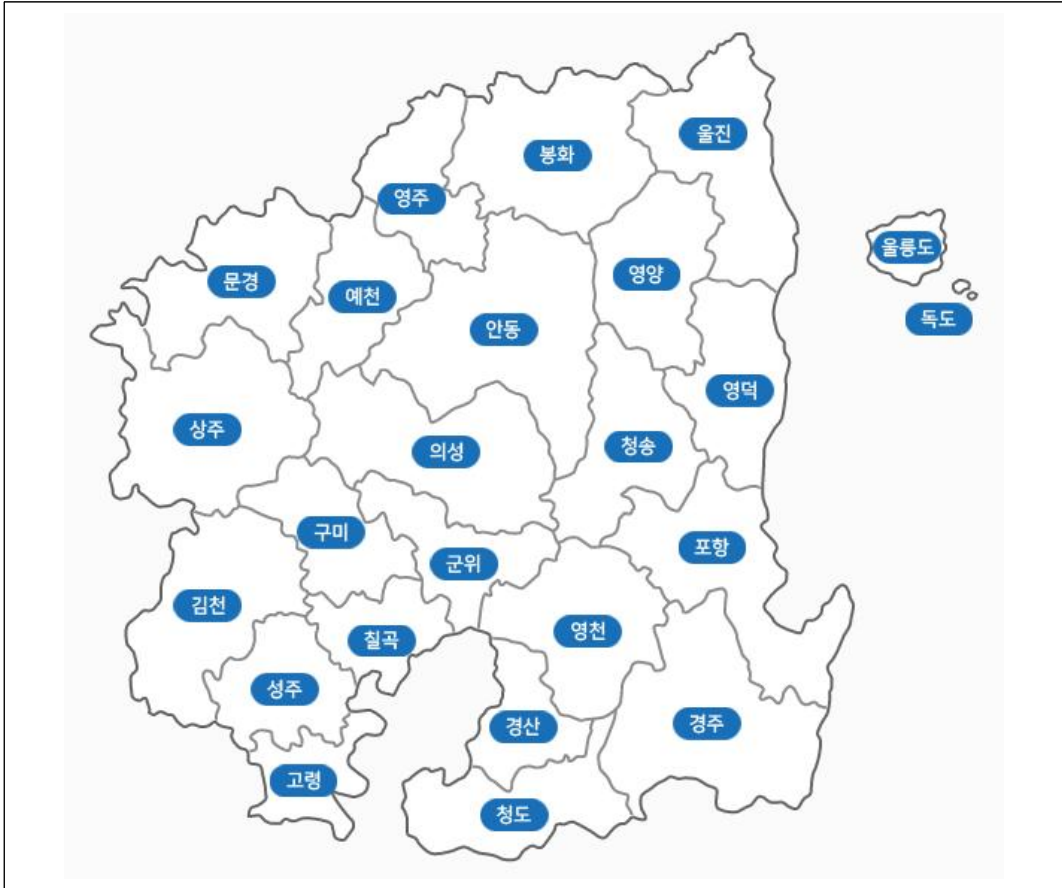 울진
봉화
영주
울릉도
문경
예천
영양
안동
독도
영덕
상주
의성
청송
구미
포항
군위
김천
영천
칠곡
성주
경주
경산
고령
청도